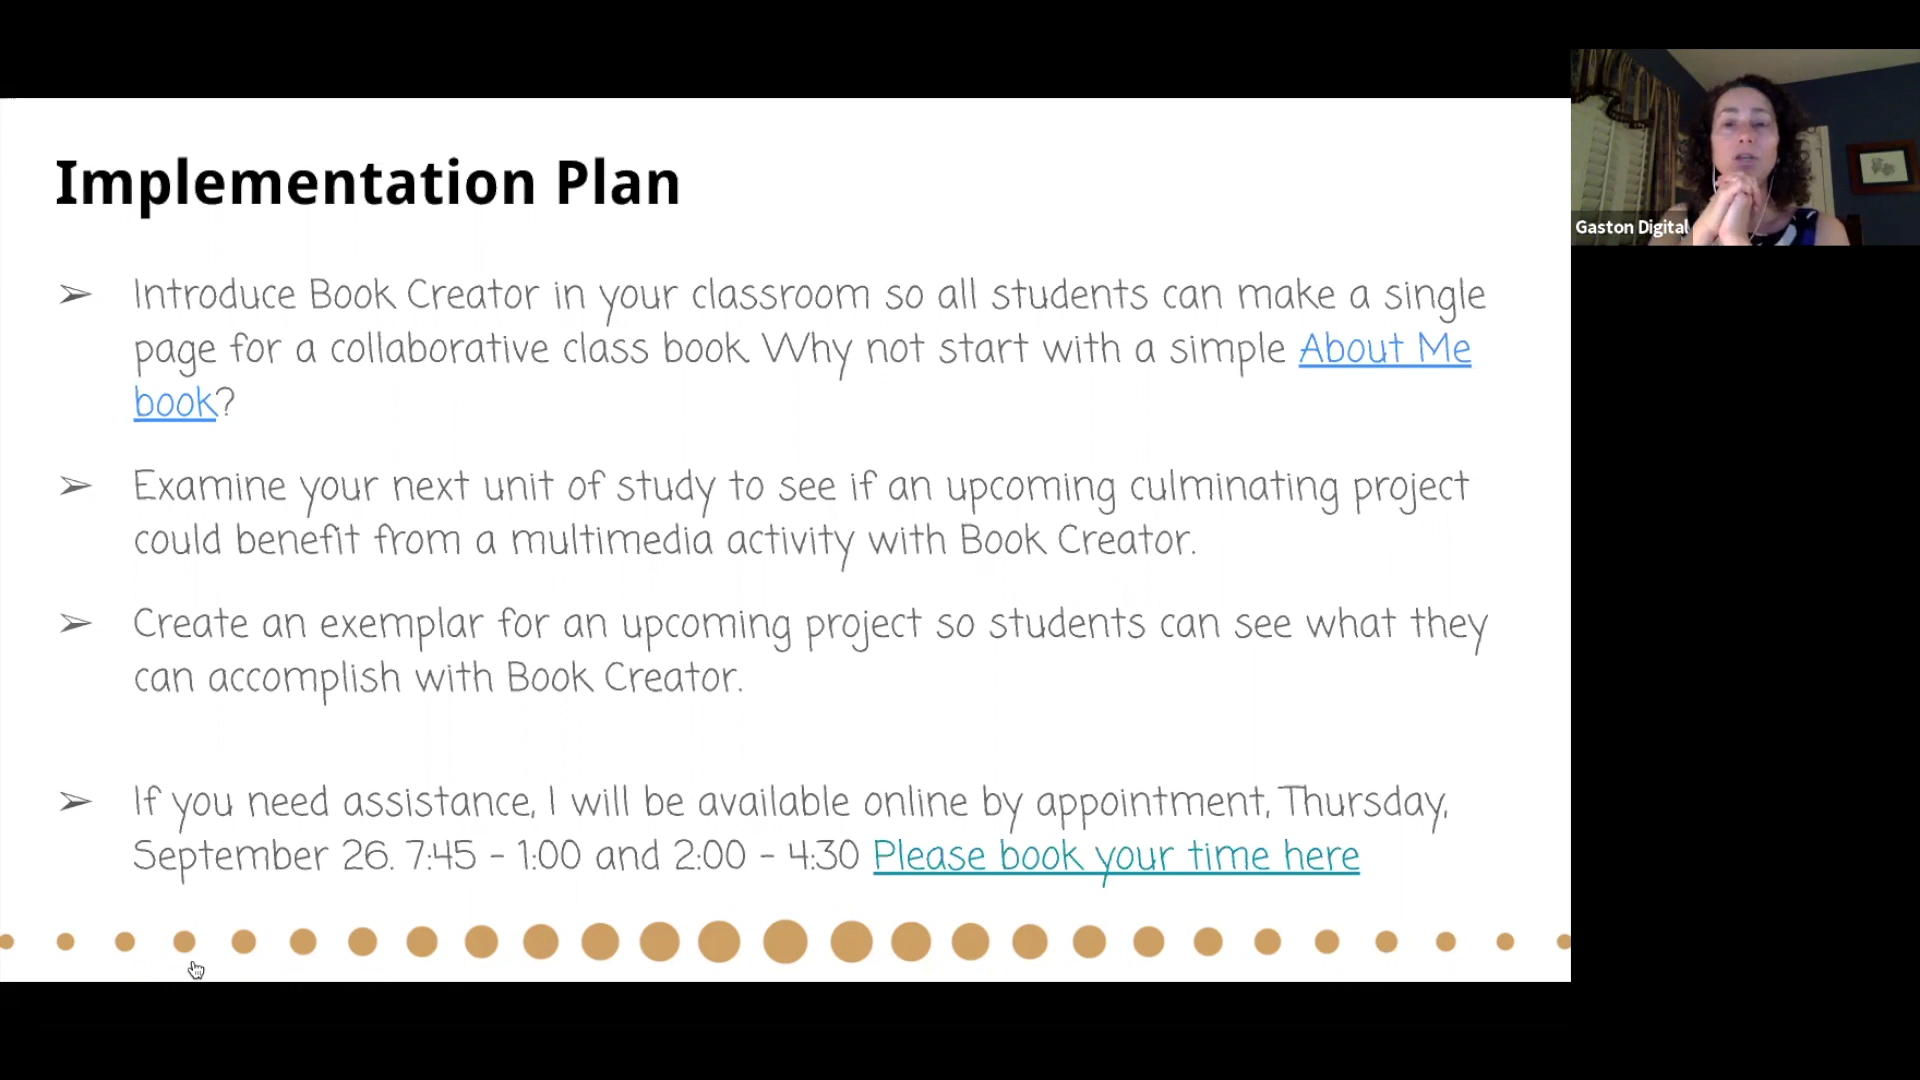 Implementation Plan
➢ Introduce Book Creator in your classroom so all students can make a single
page for a collaborative class book. Why not start with a simple About Me
book?
➢ Examine your next unit of study to see if an upcoming culminating project
could benefit from a multimedia activity with Book Creator.
➢ Create an exemplar for an upcoming project so students can see what they
can accomplish with Book Creator.
➢ If you need assistance, I will be available online by appointment, Thursday,
September 26. 7:45 - 1:00 and 2:00 - 4:30 Please book your time here
Gaston Digital